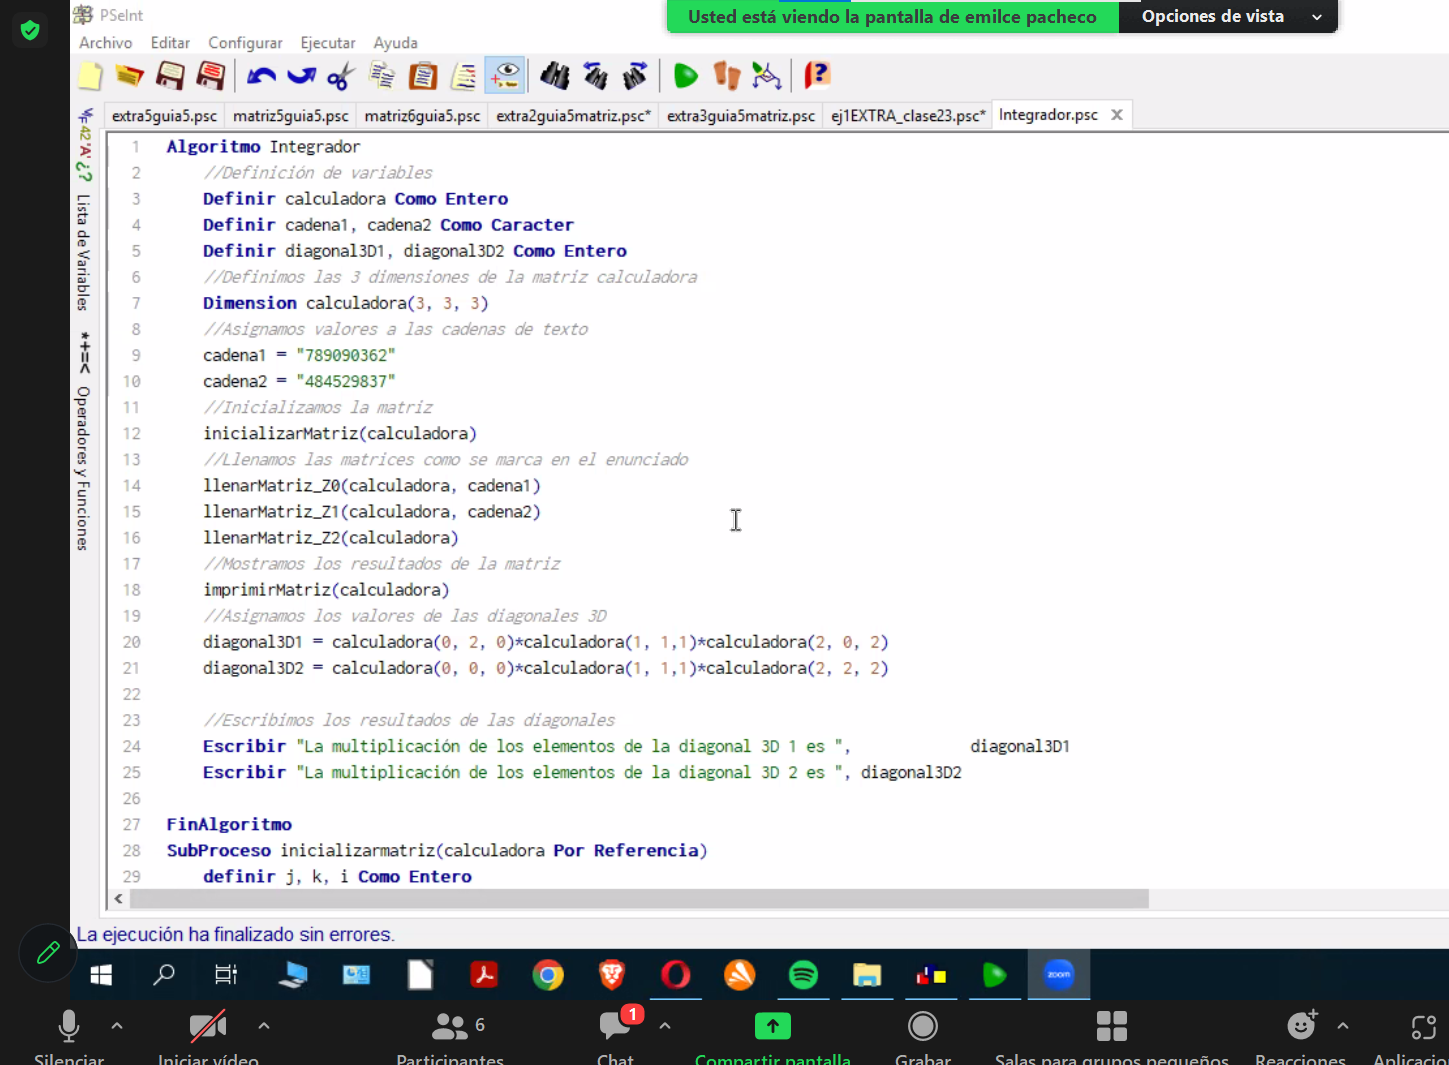 PSeInt
Usted está viendo la pantalla de emilce pacheco
Opciones de vista
Archivo Editar Configurar Ejecutar Ayuda
extra5guia5.psc matriz5guia5.psc matriz6guia5.psc extra2guia5matriz.psc* extra3guia5matriz.psc ej1EXTRA_clase23.psc* Integrador.psc
Lista de Variables
Operadores y Funciones
1 Algoritmo Integrador
2 //Definición de variables
3 Definir calculadora Como Entero
4 Definir cadena1, cadena2 Como Caracter
5 Definir diagonal3D1, diagonal3D2 Como Entero
6 //Definimos las 3 dimensiones de la matriz calculadora
7 Dimension calculadora(3, 3, 3)
8 //Asignamos valores a las cadenas de texto
9 cadena1 = "789090362"
10 cadena2 = "484529837"
11 //Inicializamos la matriz
12 inicializarMatriz(calculadora)
13 //Llenamos las matrices como se marca en el enunciado
14 llenarMatriz_Z0(calculadora, cadena1)
15 llenarMatriz_Z1(calculadora, cadena2)
16 llenarMatriz_Z2(calculadora)
17 //Mostramos los resultados de la matriz
18 imprimirMatriz(calculadora)
19 //Asignamos los valores de las diagonales 3D
20 diagonal3D1 = calculadora(0, 2, 0)*calculadora(1, 1,1)*calculadora(2, 0, 2)
21 diagonal3D2 = calculadora(0, 0, 0)*calculadora(1, 1,1)*calculadora(2, 2, 2)
22
23 //Escribimos los resultados de las diagonales
24 Escribir "La multiplicación de los elementos de la diagonal 3D 1 es ", diagonal3D1
25 Escribir "La multiplicación de los elementos de la diagonal 3D 2 es ", diagonal3D2
26
27 FinAlgoritmo
28 SubProceso inicializarmatriz(calculadora Por Referencia)
29 definir j, k, i Como Entero
La ejecución ha finalizado sin errores.
zoom
6
1
Silenciar Iniciar vídeo Participantes Chat Compartir pantalla Grabar Salas para grupos pequeños Reacciones